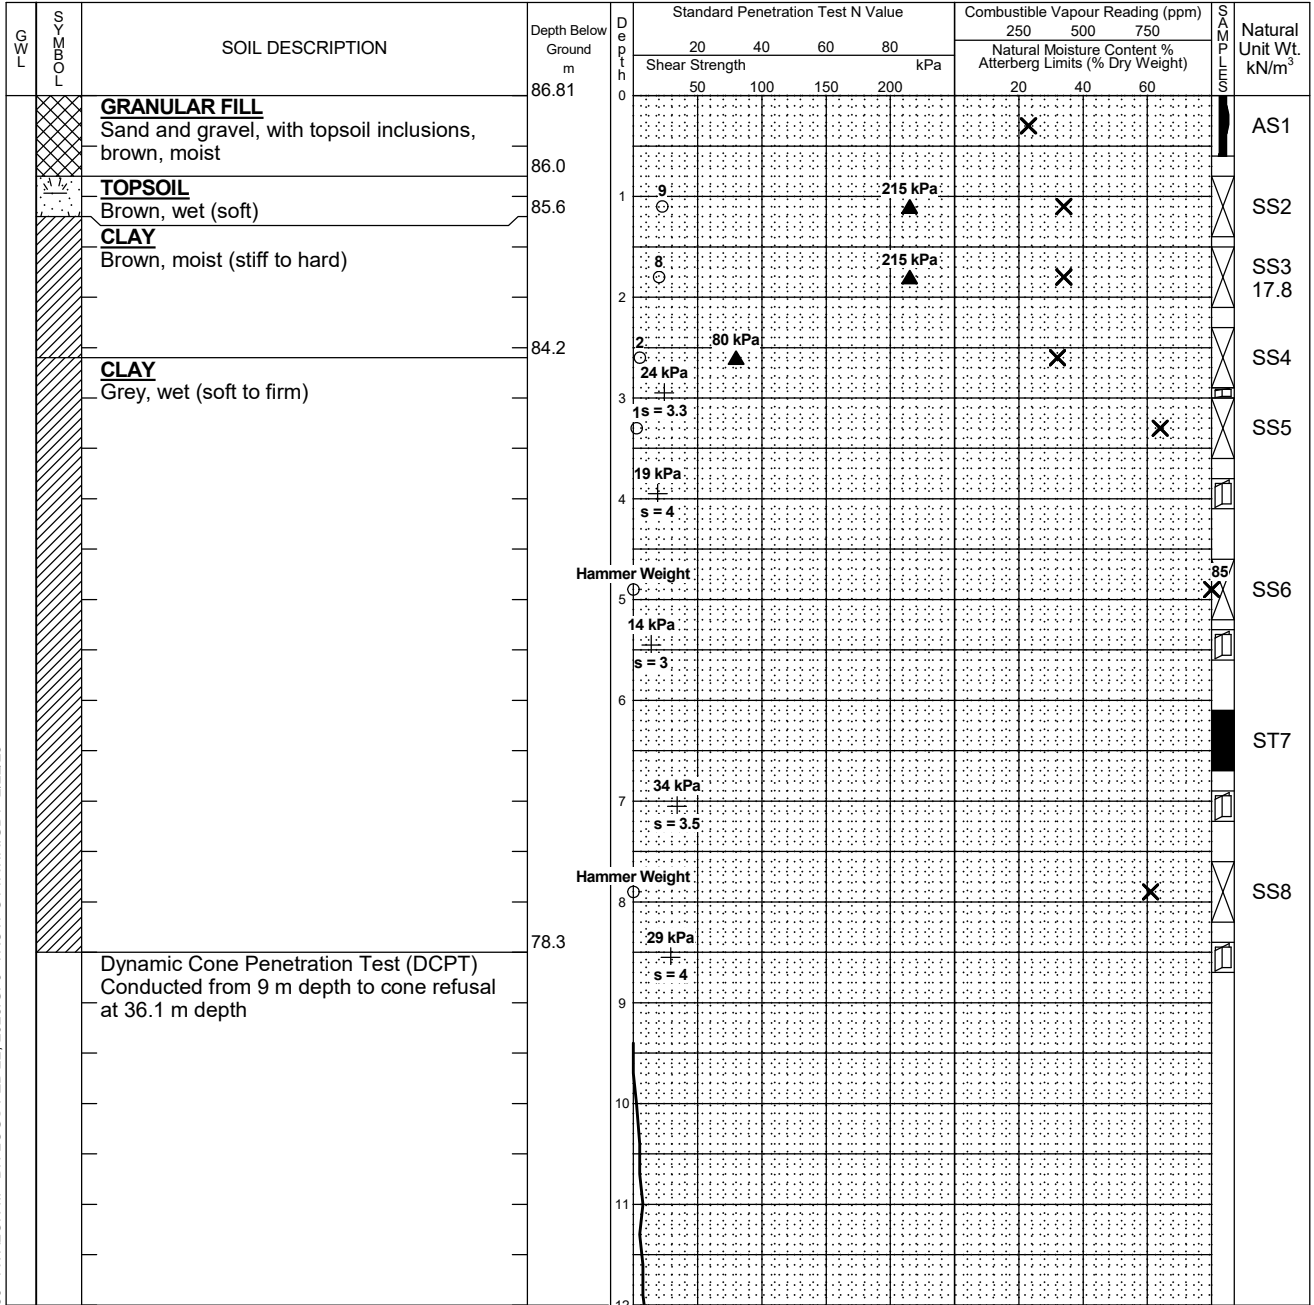 GWL
SYMBOL
SOIL DESCRIPTION
Depth Below
Ground
m
Depth
Standard Penetration Test N Value
20 40 60 80
Shear Strength kPa
50 100 150 200
Combustible Vapour Reading (ppm)
250 500 750
Natural Moisture Content %
Atterberg Limits (% Dry Weight)
20 40 60
SAMPLES
Natural
Unit Wt.
kN/m³
86.81
0
GRANULAR FILL
Sand and gravel, with topsoil inclusions,
brown, moist
AS1
86.0
TOPSOIL
Brown, wet (soft)
85.6
1
9
215 kPa
SS2
CLAY
Brown, moist (stiff to hard)
8
215 kPa
SS3
17.8
2
84.2
2
80 kPa
SS4
CLAY
Grey, wet (soft to firm)
24 kPa
3
s = 3.3
1
SS5
19 kPa
4
s = 4
Hammer Weight
85
SS6
5
14 kPa
s = 3
6
ST7
34 kPa
7
s = 3.5
Hammer Weight
SS8
8
78.3
29 kPa
s = 4
Dynamic Cone Penetration Test (DCPT)
Conducted from 9 m depth to cone refusal
at 36.1 m depth
9
10
11